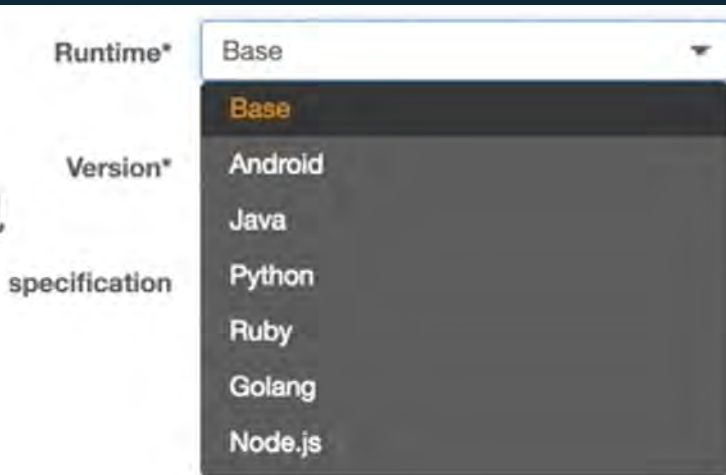 Runtime*
Base
Base
Version*
Android
Java
specification
Python
Ruby
Golang
Node.js